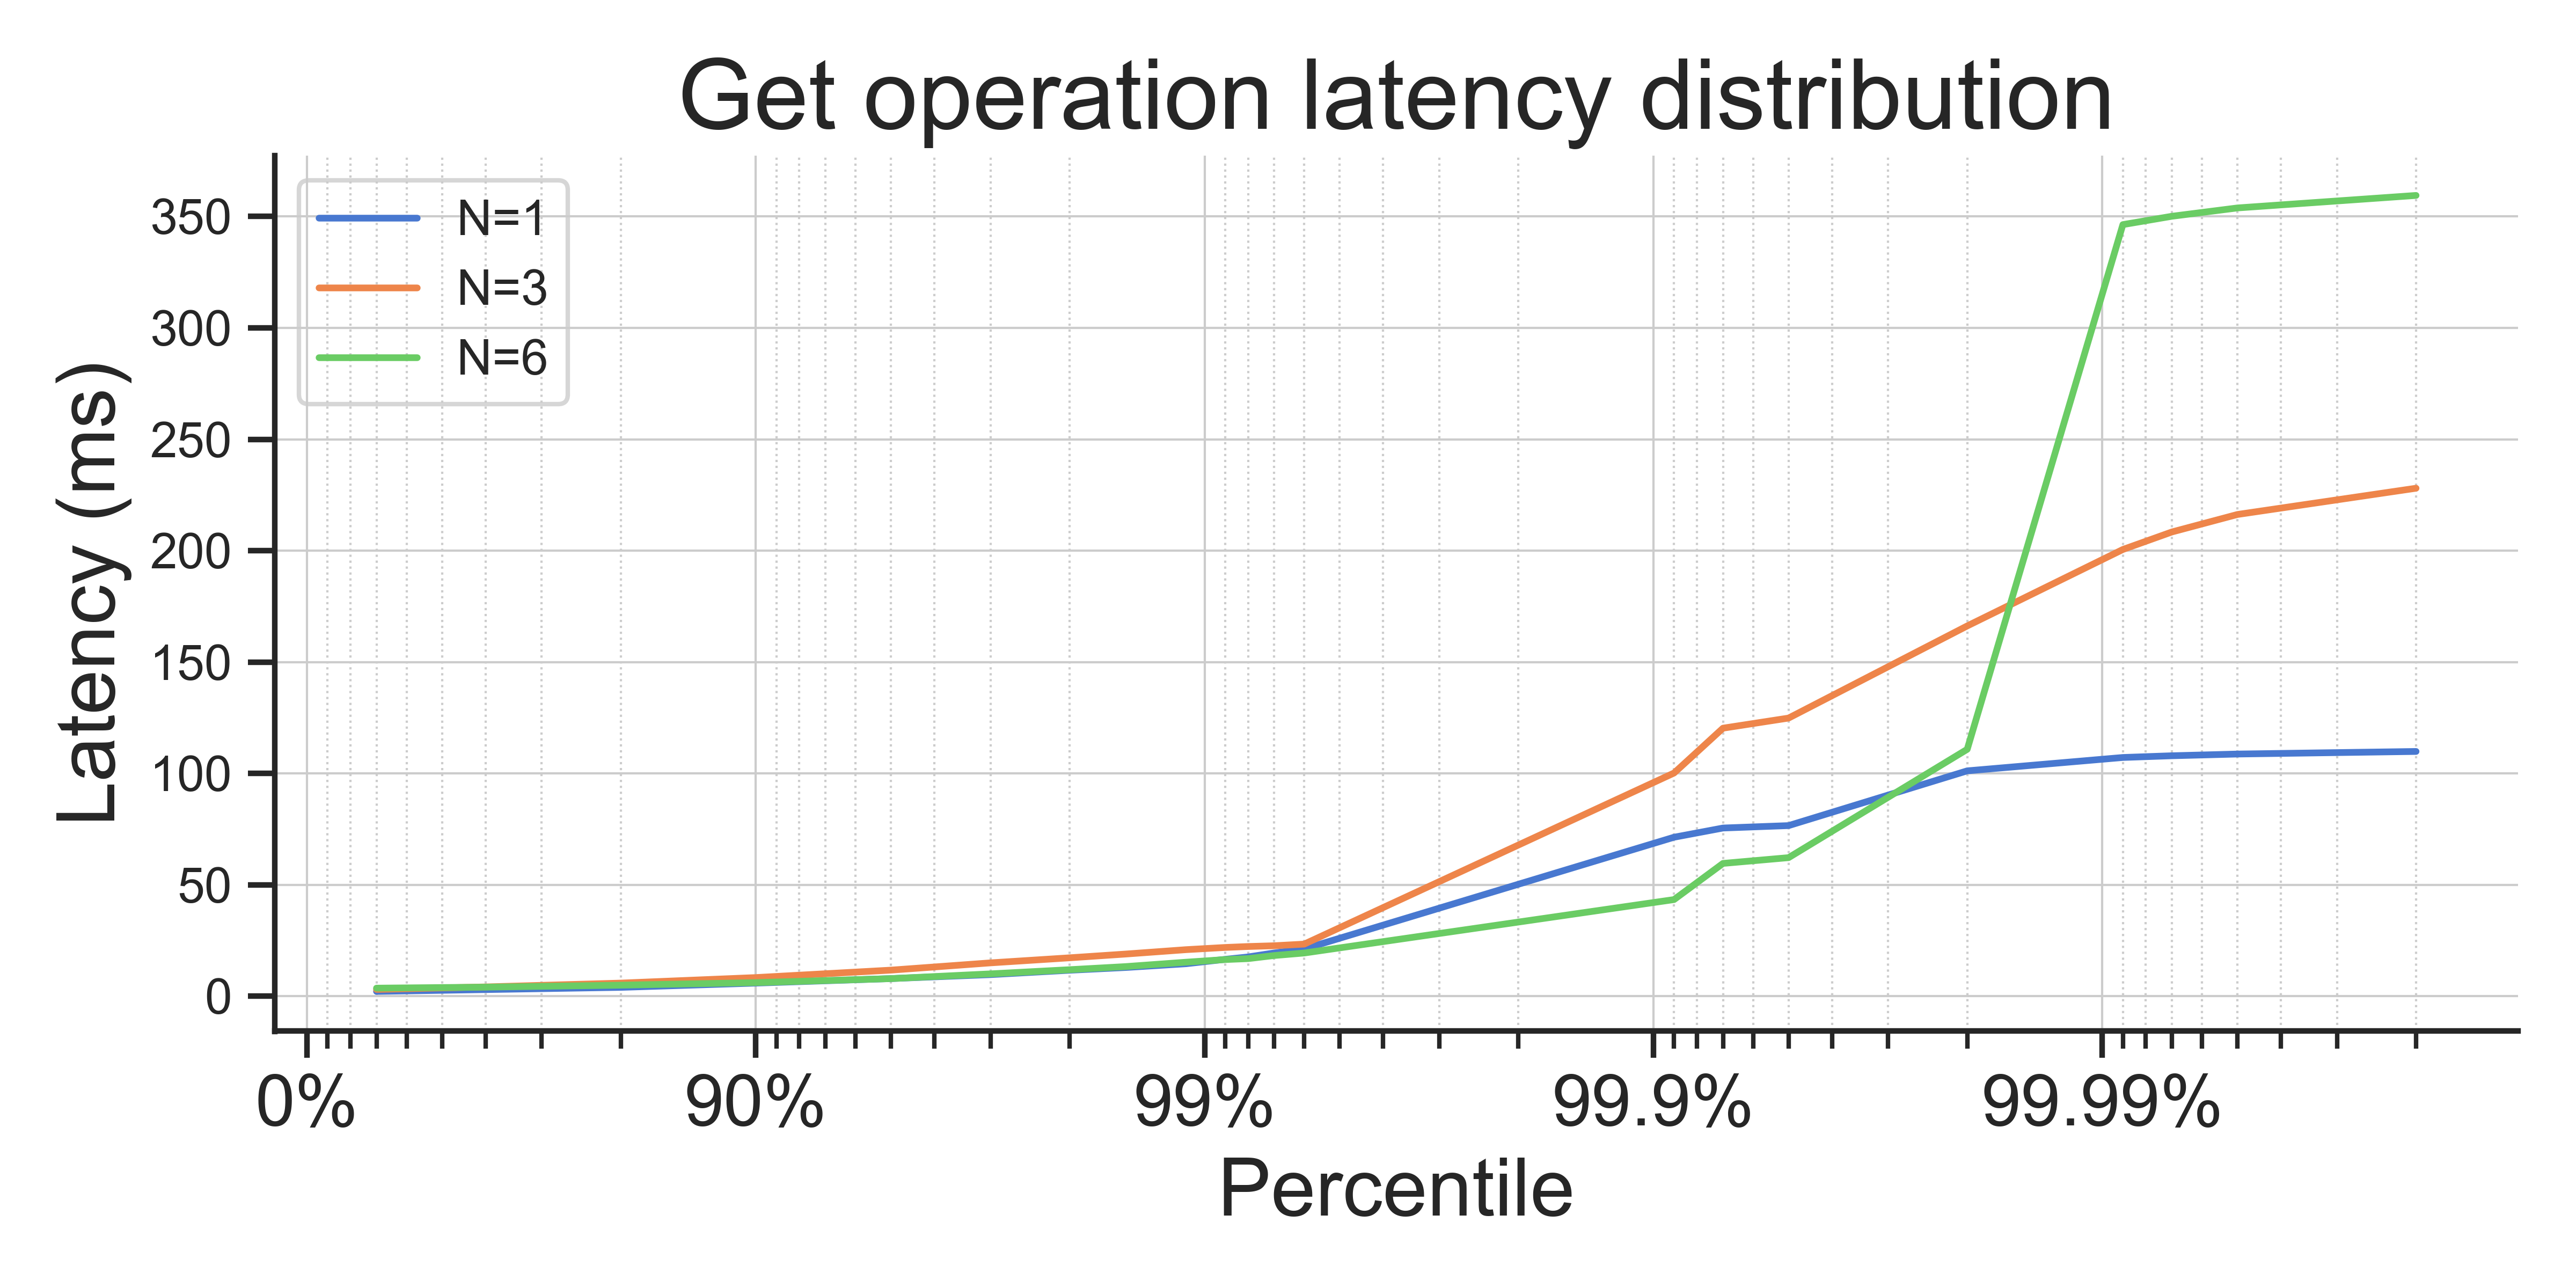 Get operation latency distribution
N=1
N=3
N=6
Latency (ms)
350
300
250
200
150
100
50
0
0% 90% 99% 99.9% 99.99%
Percentile